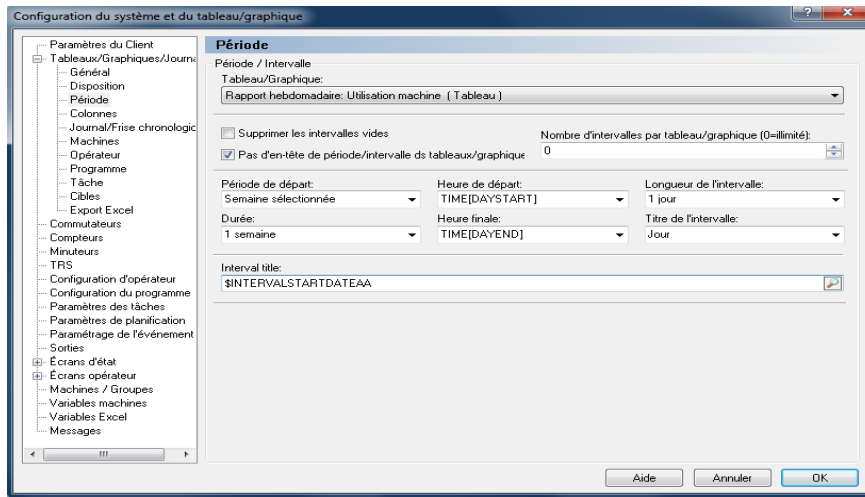 Configuration du système et du tableau/graphique
Paramètres du Client
Tableaux/Graphiques/Journa
Général
Disposition
Période
Colonnes
Journal/Frise chronologic
Machines
Opérateur
Programme
Tâche
Cibles
Export Excel
Commutateurs
Compteurs
Minuteurs
TRS
Configuration d'opérateur
Configuration du programme
Paramètres des tâches
Paramètres de planification
Paramétrage de l'événement
Sorties
Écrans d'état
Écrans opérateur
Machines / Groupes
Variables machines
Variables Excel
Messages
Période
Période / Intervalle
Tableau/Graphique:
Rapport hebdomadaire: Utilisation machine ( Tableau )
Supprimer les intervalles vides
Pas d'en-tête de période/intervalle ds tableaux/graphique
Nombre d'intervalles par tableau/graphique (0=illimité):
0
Période de départ: Heure de départ: Longueur de l'intervalle:
Semaine sélectionnée TIME[DAYSTART] 1 jour
Durée: Heure finale: Titre de l'intervalle:
1 semaine TIME[DAYEND] Jour
Interval title:
$INTERVALSTARTDATEAA
Aide Annuler OK